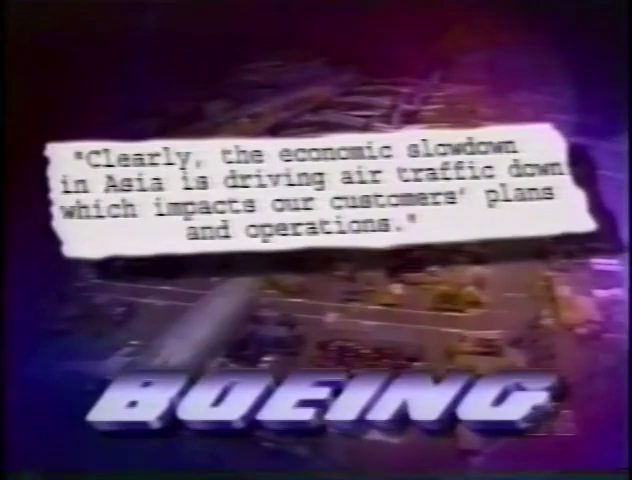 "Clearly, the economic slowdown
in Asia is driving air traffic down
which impacts our customers' plans
and operations."
BOEING